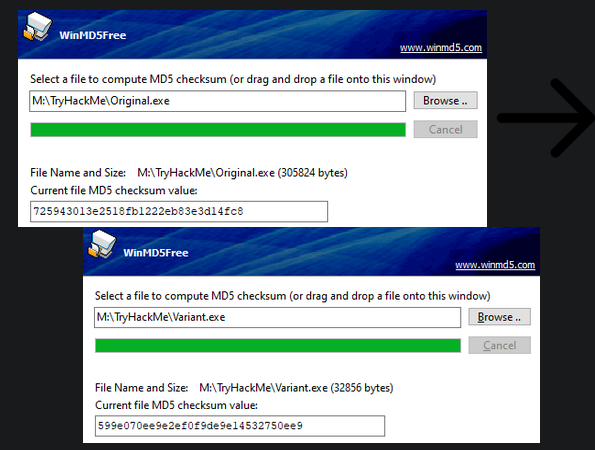 WinMD5Free
www.winmd5.com
Select a file to compute MD5 checksum (or drag and drop a file onto this window)
M:\TryHackMe\Original.exe
Browse ..
Cancel
File Name and Size: M:\TryHackMe\Original.exe (305824 bytes)
Current file MD5 checksum value:
725943013e2518fb1222eb83e3d14fc8
WinMD5Free
www.winmd5.com
Select a file to compute MD5 checksum (or drag and drop a file onto this window)
M:\TryHackMe\Variant.exe
Browse ..
Cancel
File Name and Size: M:\TryHackMe\Variant.exe (32856 bytes)
Current file MD5 checksum value:
599e070ee9e2ef0f9de9e14532750ee9